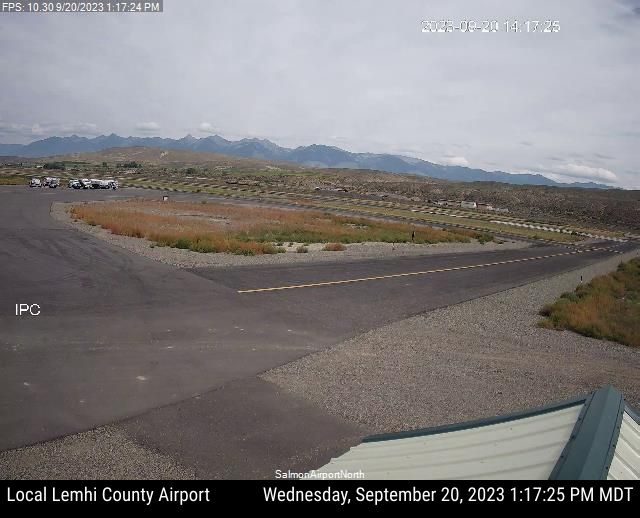 FPS: 10.30 9/20/2023 1:17:24 PM
2023-09-20 14:17:25
IPC
SalmonAirportNorth
Local Lemhi County Airport Wednesday, September 20, 2023 1:17:25 PM MDT